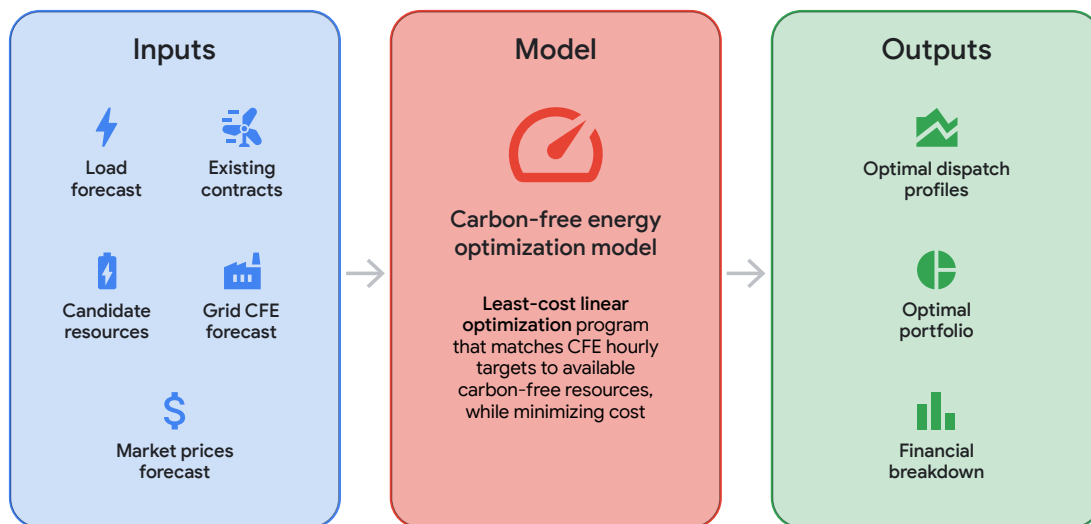 Inputs
Load
forecast
Existing
contracts
Candidate
resources
Grid CFE
forecast
Market prices
forecast
Model
Carbon-free energy
optimization model
Least-cost linear
optimization program
that matches CFE hourly
targets to available
carbon-free resources,
while minimizing cost
Outputs
Optimal dispatch
profiles
Optimal
portfolio
Financial
breakdown